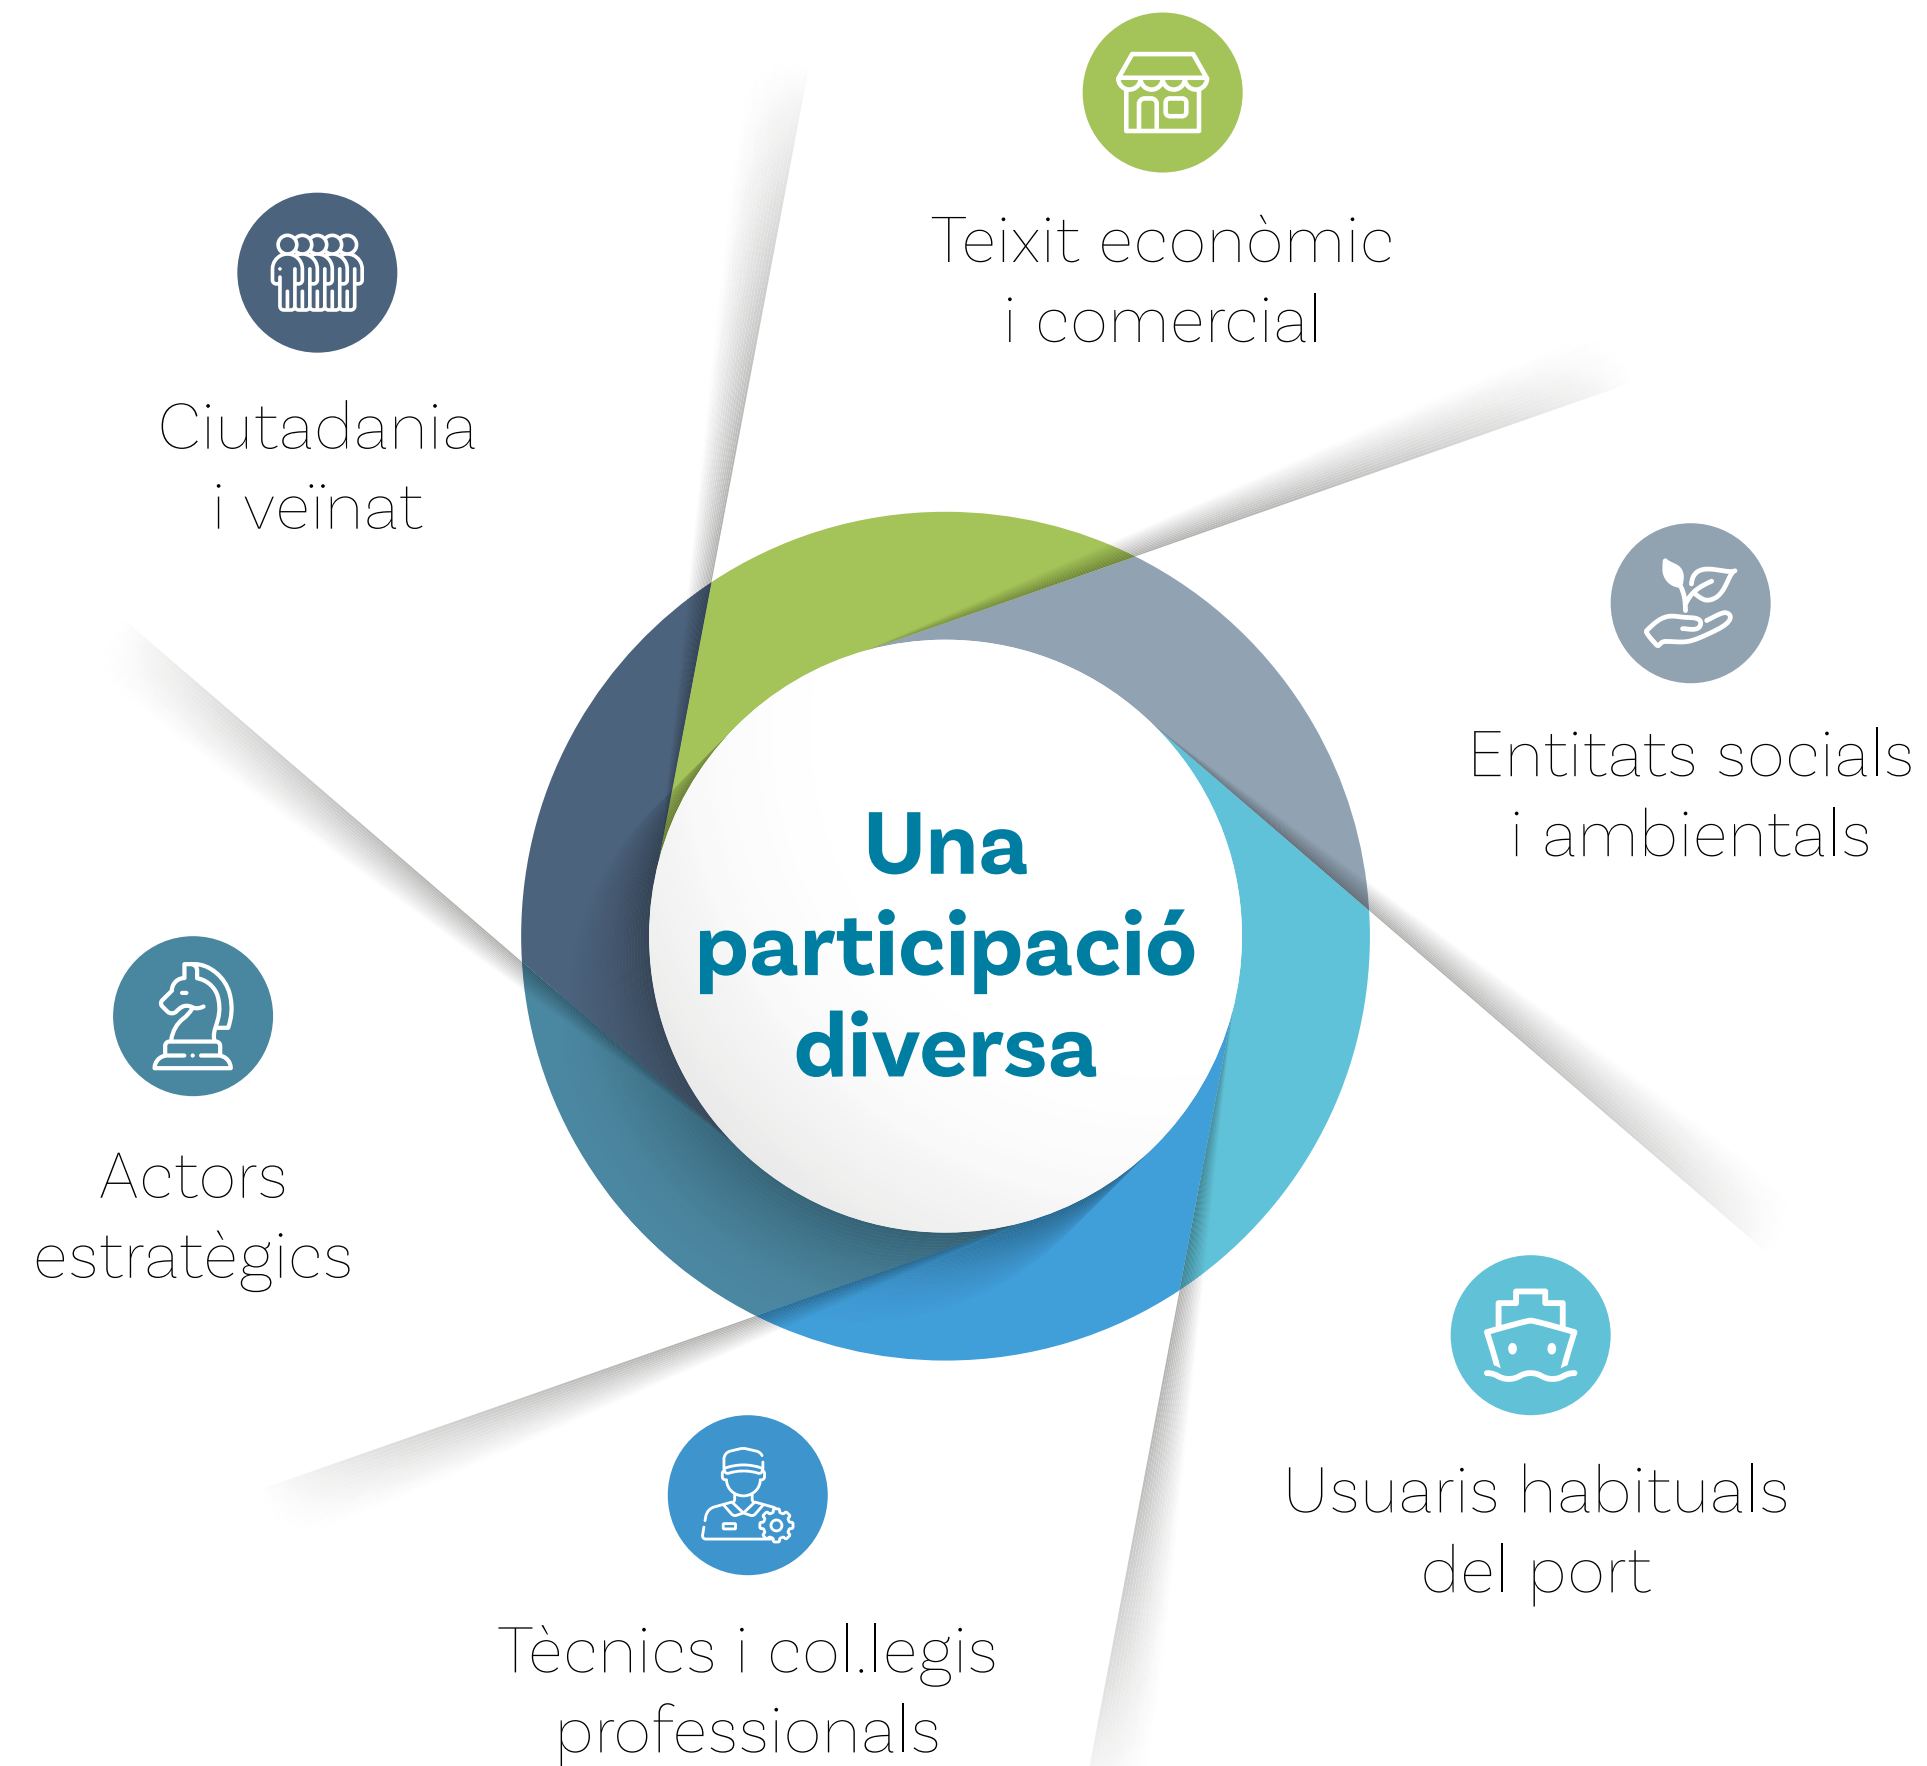 Teixit econòmic
i comercial
Ciutadania
i veïnat
Entitats socials
i ambientals
Una
participació
diversa
Actors
estratègics
Usuaris habituals
del port
Tècnics i col.legis
professionals